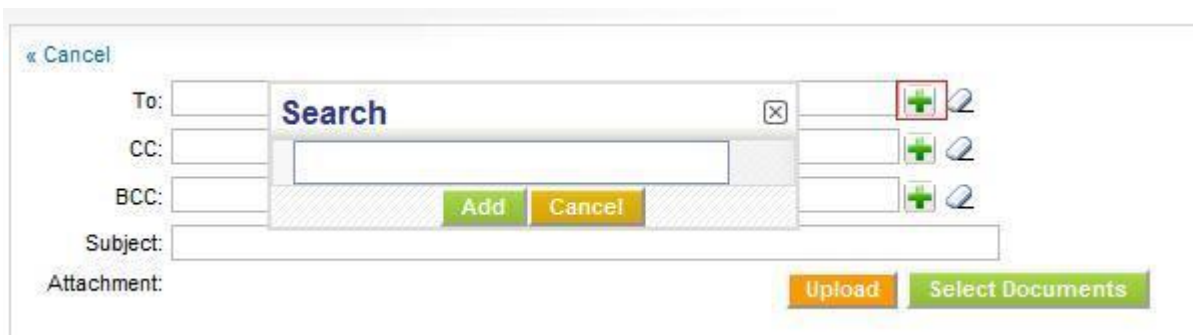 « Cancel
To:
Search
CC:
BCC:
Add Cancel
Subject:
Attachment:
Upload Select Documents